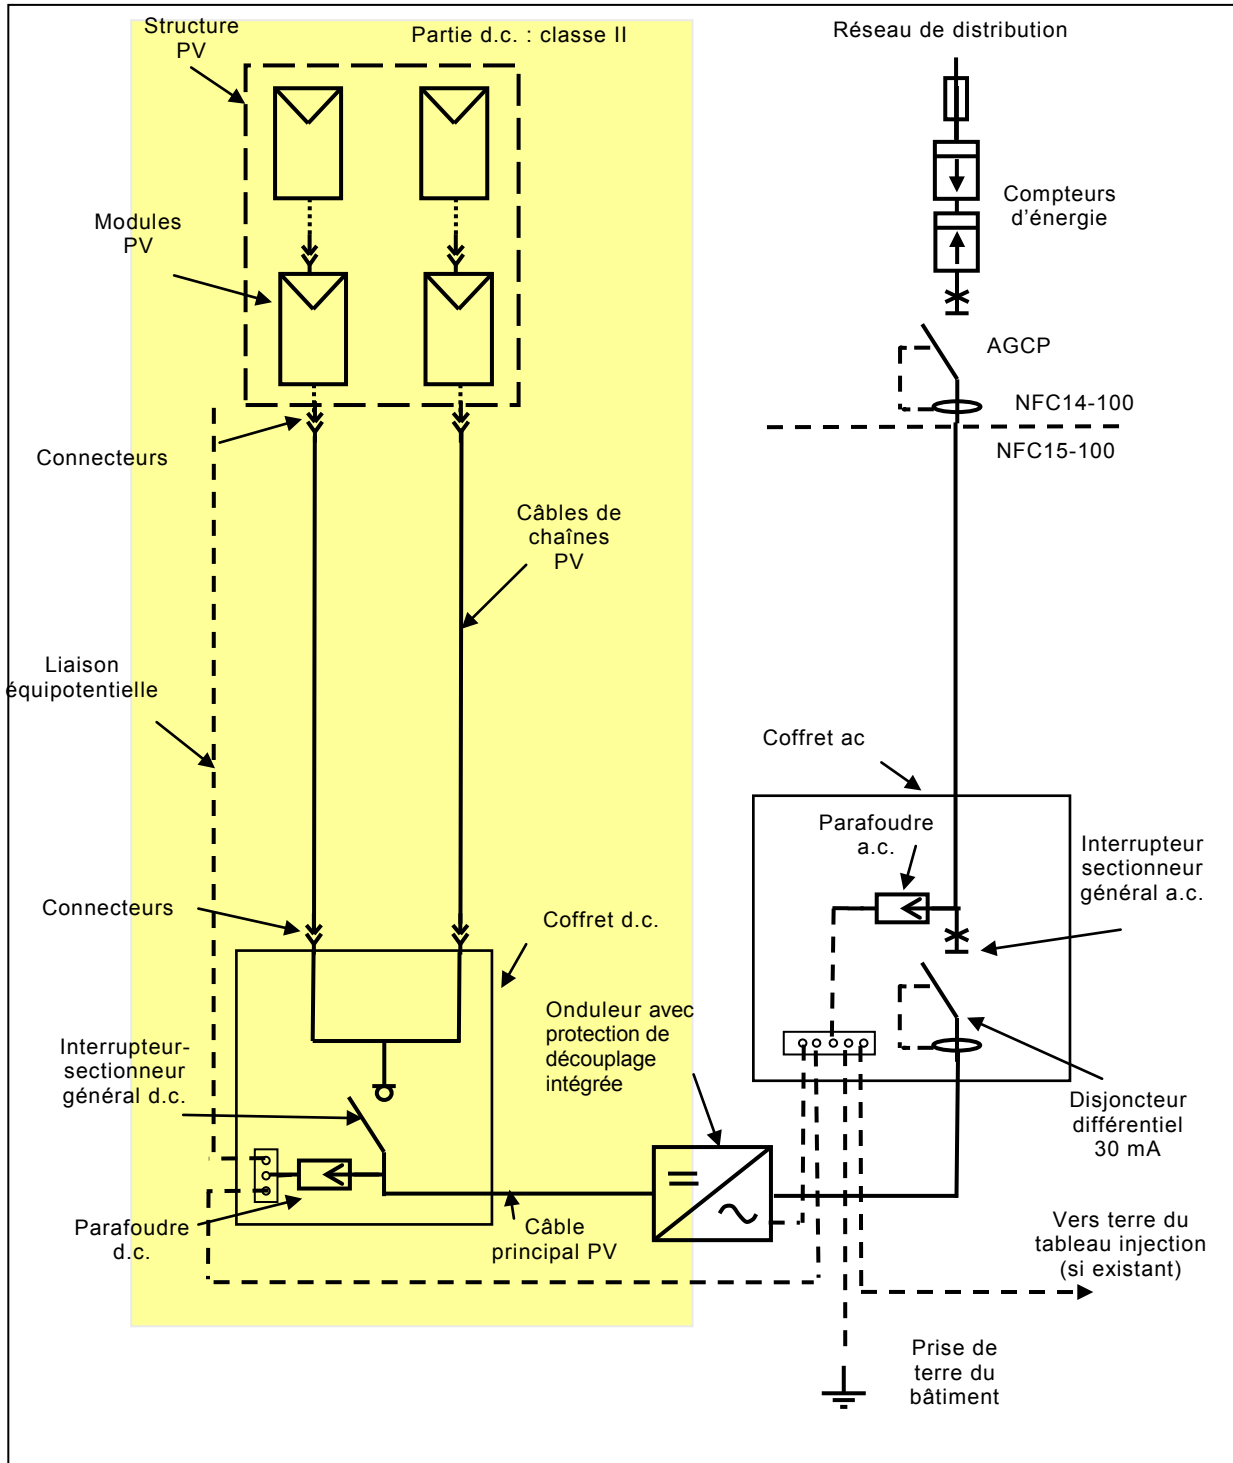 Structure
PV
Partie d.c. : classe II
Réseau de distribution
Modules
PV
Compteurs
d'énergie
AGCP
NFC14-100
NFC15-100
Connecteurs
Câbles de
chaînes
PV
Liaison
équipotentielle
Coffret ac
Parafoudre
a.c.
Interrupteur
sectionneur
général a.c.
Connecteurs
Coffret d.c.
Onduleur avec
protection de
découplage
intégrée
Interrupteur-
sectionneur
général d.c.
Disjoncteur
différentiel
30 mA
Parafoudre
d.c.
Câble
principal PV
Vers terre du
tableau injection
(si existant)
Prise de
terre du
bâtiment